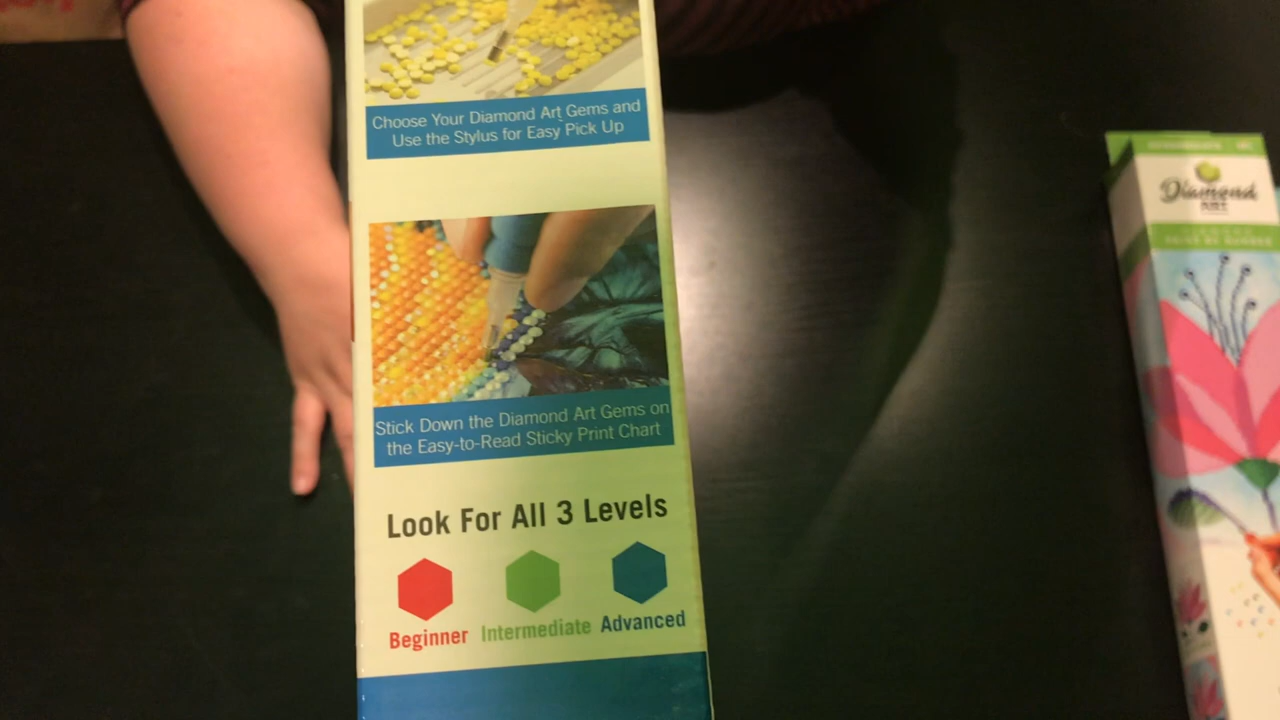 Choose Your Diamond Art Gems and
Use the Stylus for Easy Pick Up
Stick Down the Diamond Art Gems on
the Easy-to-Read Sticky Print Chart
Look For All 3 Levels
Beginner Intermediate Advanced
Diamond
ART